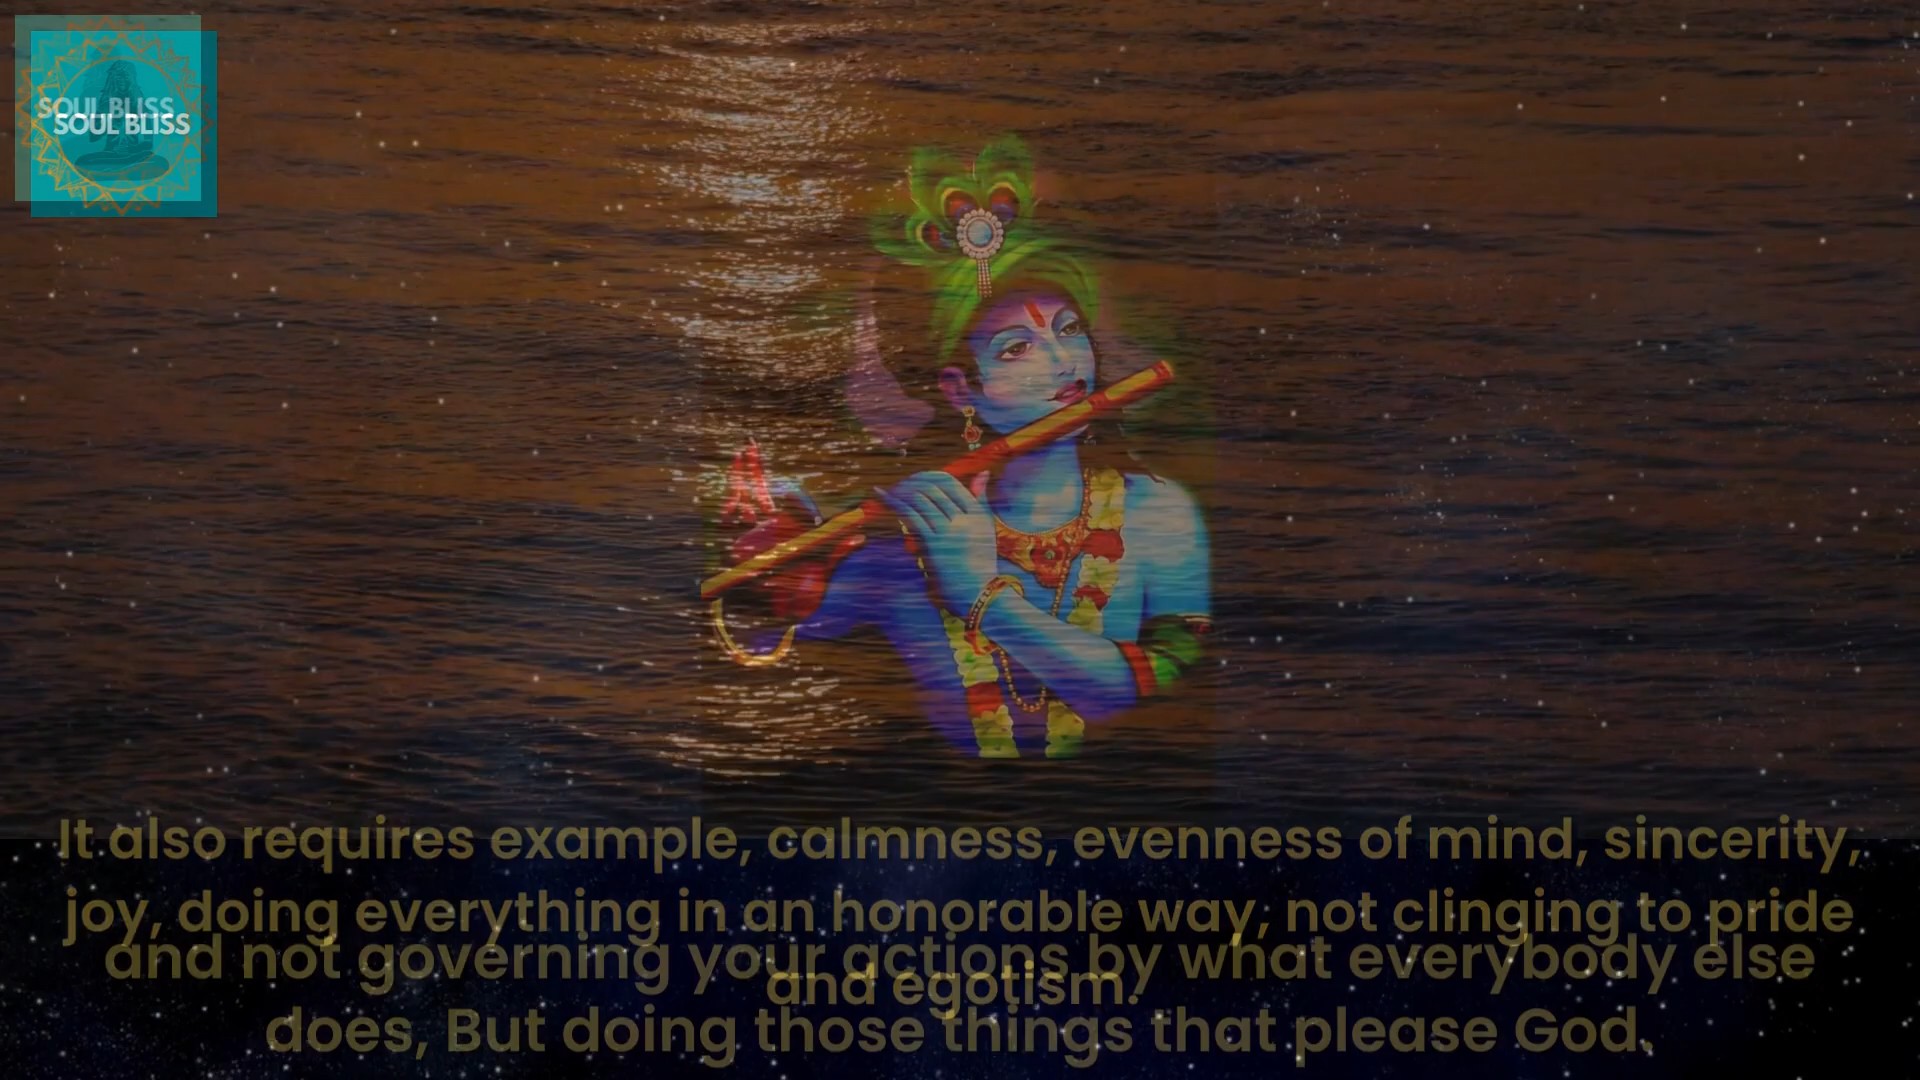 SOUL BLISS
SOUL BLISS
It also requires example, calmness, evenness of mind, sincerity,
joy, doing everything in an honorable way, not clinging to pride
and egotism.
and not governing your actions by what everybody else
does, But doing those things that please God.